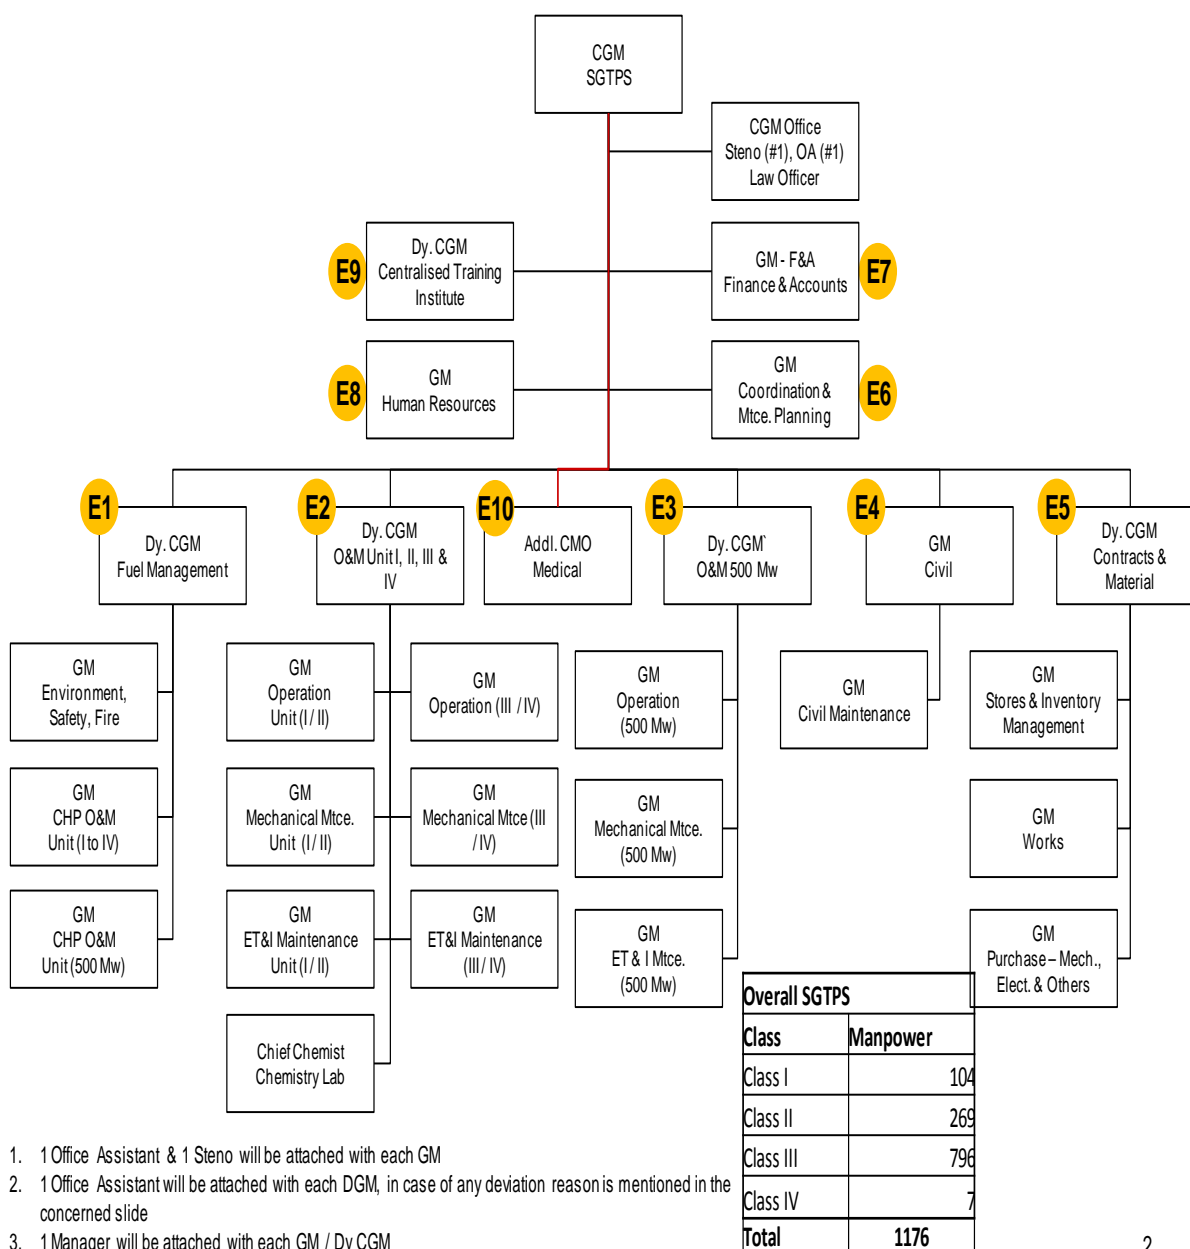 CGM
SGTPS
CGM Office
Steno (#1), OA (#1)
Law Officer
E9
Dy. CGM
Centralised Training
Institute
GM - F&A
Finance & Accounts
E7
E8
GM
Human Resources
GM
Coordination &
Mtce. Planning
E6
E1
Dy. CGM
Fuel Management
E2
Dy. CGM
O&M Unit I, II, III &
IV
E10
Addl. CMO
Medical
E3
Dy. CGM`
O&M 500 Mw
E4
GM
Civil
E5
Dy. CGM
Contracts &
Material
GM
Environment,
Safety, Fire
GM
Operation
Unit (I / II)
GM
Operation (III / IV)
GM
Operation
(500 Mw)
GM
Civil Maintenance
GM
Stores & Inventory
Management
GM
CHP O&M
Unit (I to IV)
GM
Mechanical Mtce.
Unit (I / II)
GM
Mechanical Mtce (III
/ IV)
GM
Mechanical Mtce.
(500 Mw)
GM
Works
GM
CHP O&M
Unit (500 Mw)
GM
ET&I Maintenance
Unit (I / II)
GM
ET&I Maintenance
(III / IV)
GM
ET & I Mtce.
(500 Mw)
GM
Purchase – Mech.,
Elect. & Others
Chief Chemist
Chemistry Lab
Overall SGTPS
Class Manpower
Class I 104
Class II 269
Class III 796
Class IV 7
Total 1176
1. 1 Office Assistant & 1 Steno will be attached with each GM
2. 1 Office Assistant will be attached with each DGM, in case of any deviation reason is mentioned in the
concerned slide
3. 1 Manager will be attached with each GM / Dy CGM
2